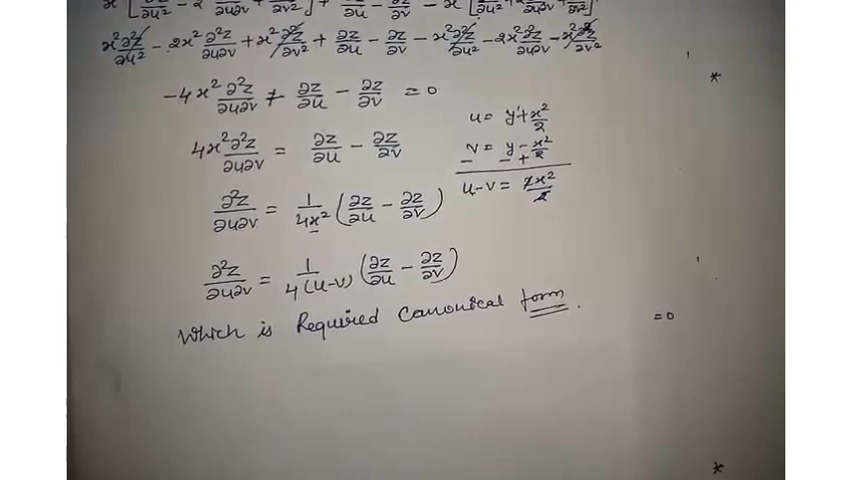 x²∂²z/∂u² - 2x² ∂²z/∂u∂v + x² ∂²z/∂v² + ∂z/∂u - ∂z/∂v - x²∂²z/∂u² - 2x²∂²z/∂u∂v - x²∂²z/∂v²
-4x² ∂²z/∂u∂v + ∂z/∂u - ∂z/∂v = 0
u = y + x²/2
4x²∂²z/∂u∂v = ∂z/∂u - ∂z/∂v
v = y - x²/2
- - +
u-v = 2x²/2
∂²z/∂u∂v = 1/4x² (∂z/∂u - ∂z/∂v)
∂²z/∂u∂v = 1/4(u-v) (∂z/∂u - ∂z/∂v)
Which is Required Canonical form.
=0
*
*